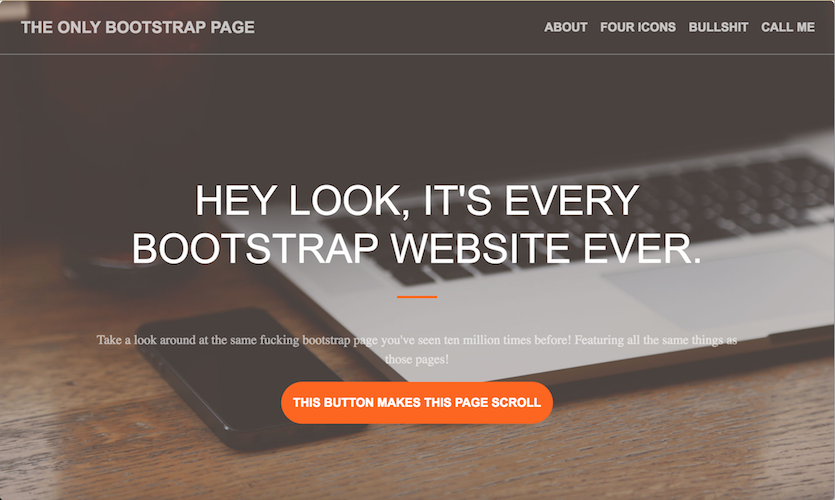 THE ONLY BOOTSTRAP PAGE
ABOUT FOUR ICONS BULLSHIT CALL ME
HEY LOOK, IT'S EVERY
BOOTSTRAP WEBSITE EVER.
Take a look around at the same fucking bootstrap page you've seen ten million times before! Featuring all the same things as
those pages!
THIS BUTTON MAKES THIS PAGE SCROLL